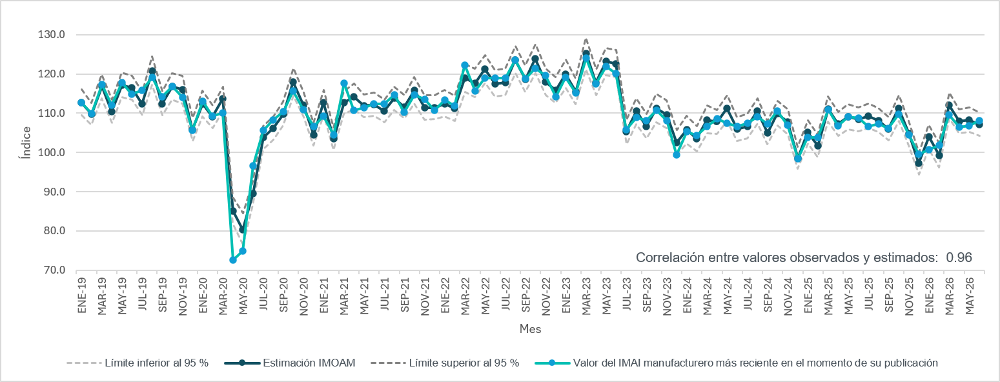 130.0
120.0
110.0
100.0
90.0
80.0
70.0
Índice
Correlación entre valores observados y estimados: 0.96
ENE-19
MAR-19
MAY-19
JUL-19
SEP-19
NOV-19
ENE-20
MAR-20
MAY-20
JUL-20
SEP-20
NOV-20
ENE-21
MAR-21
MAY-21
JUL-21
SEP-21
NOV-21
ENE-22
MAR-22
MAY-22
JUL-22
SEP-22
NOV-22
ENE-23
MAR-23
MAY-23
JUL-23
SEP-23
NOV-23
ENE-24
MAR-24
MAY-24
JUL-24
SEP-24
NOV-24
ENE-25
MAR-25
MAY-25
JUL-25
SEP-25
NOV-25
ENE-26
MAR-26
MAY-26
Mes
Límite inferior al 95 %
Estimación IMOAM
Límite superior al 95 %
Valor del IMAI manufacturero más reciente en el momento de su publicación